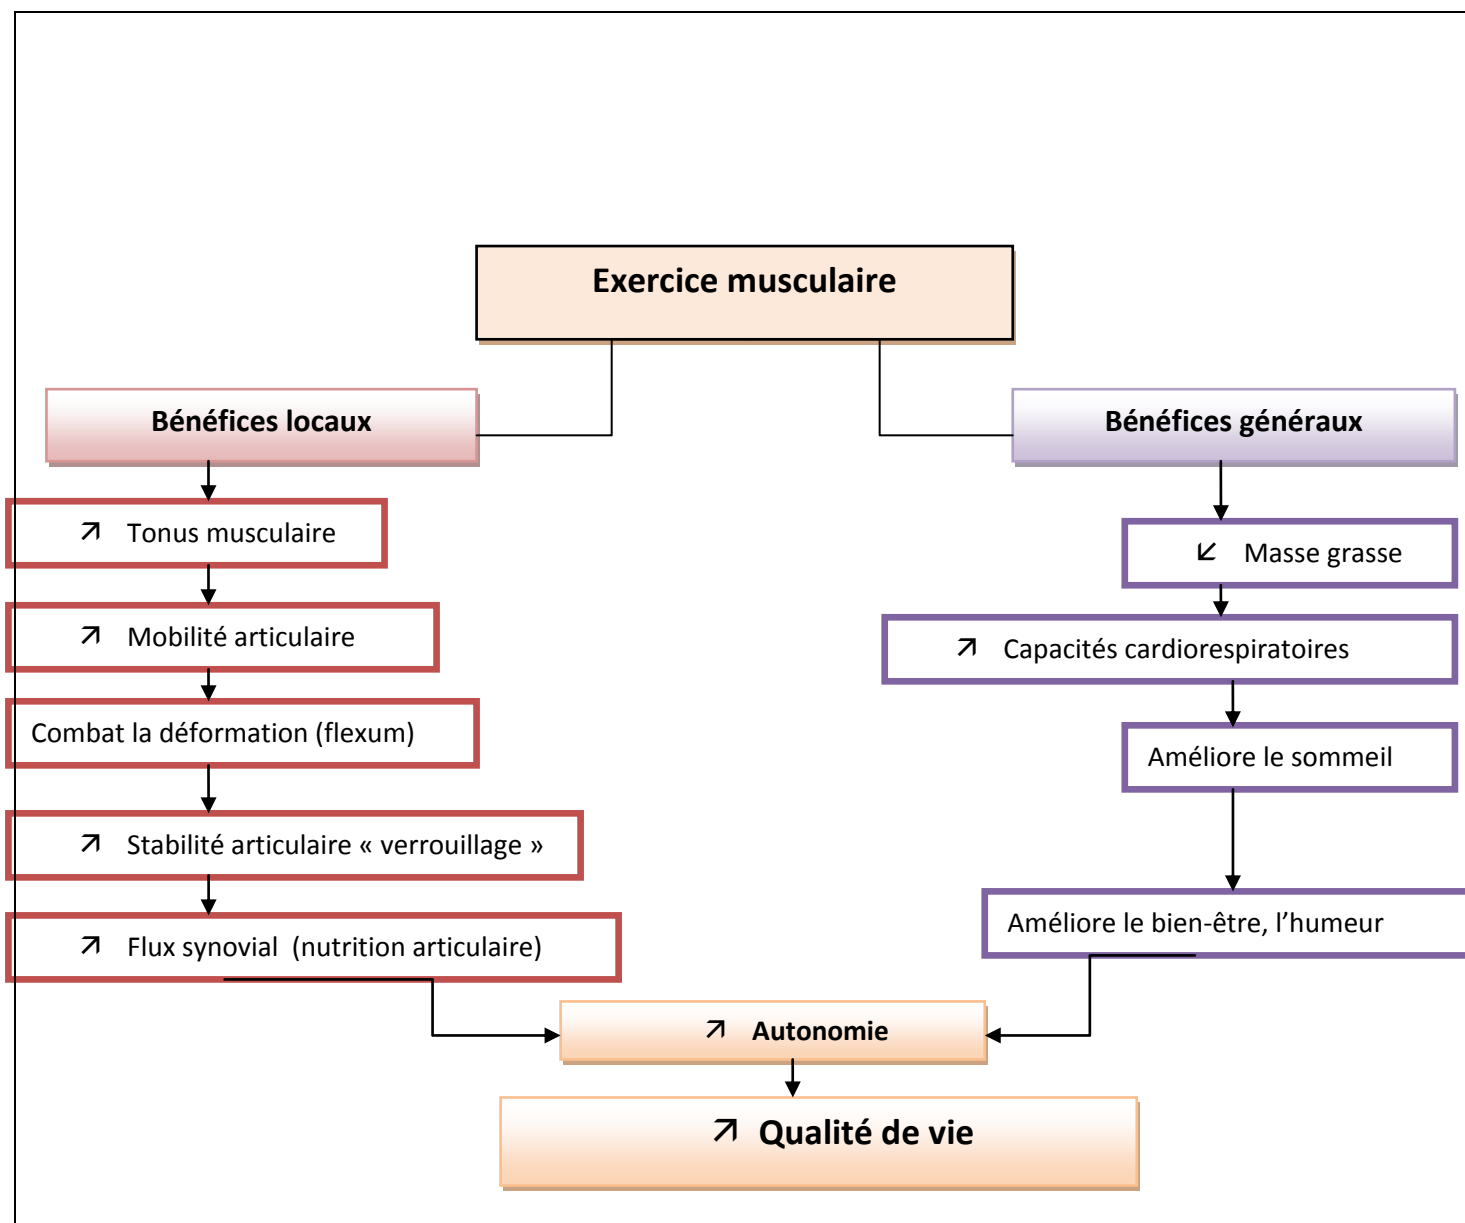 Exercice musculaire
Bénéfices locaux
Bénéfices généraux
↗ Tonus musculaire
↙ Masse grasse
↗ Mobilité articulaire
↗ Capacités cardiorespiratoires
Combat la déformation (flexum)
Améliore le sommeil
↗ Stabilité articulaire « verrouillage »
Améliore le bien-être, l’humeur
↗ Flux synovial (nutrition articulaire)
↗ Autonomie
↗ Qualité de vie